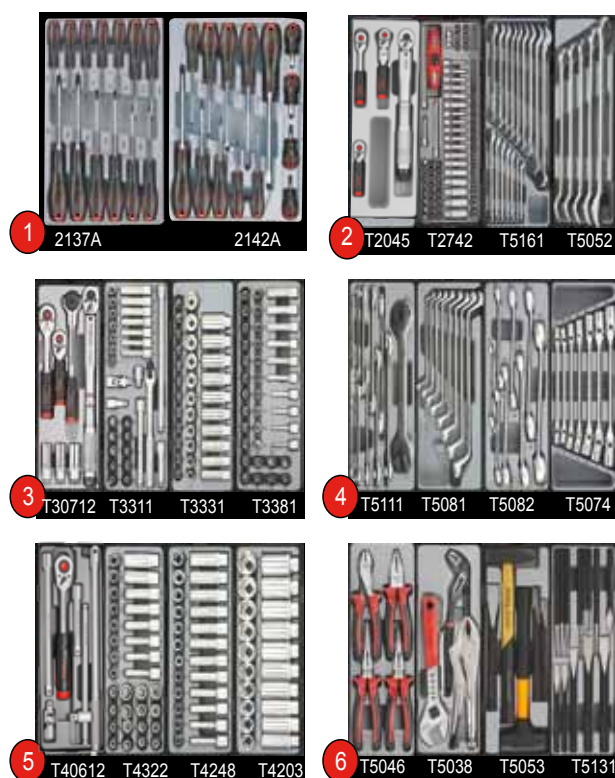 1 2137A 2142A
2 T2045 T2742 T5161 T5052
3 T30712 T3311 T3331 T3381
4 T5111 T5081 T5082 T5074
5 T40612 T4322 T4248 T4203
6 T5046 T5038 T5053 T5131